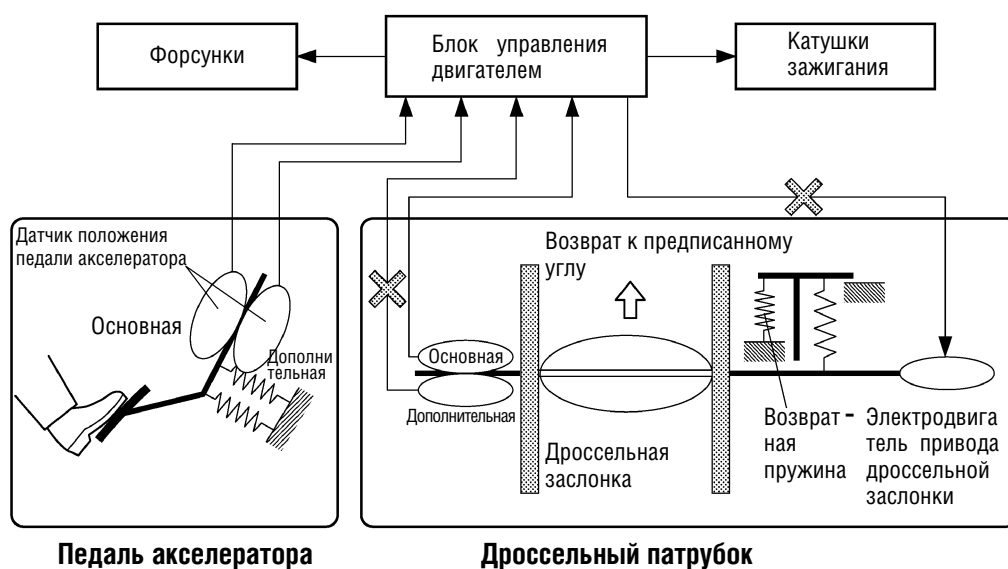 Форсунки
Блок управления
двигателем
Катушки
зажигания
Датчик положения
педали акселератора
Основная
Дополни
тельная
Возврат к предписанному
углу
Основная
Дополнительная
Дроссельная
заслонка
Возврат -
ная
пружина
Электродвига
тель привода
дроссельной
заслонки
Педаль акселератора
Дроссельный патрубок